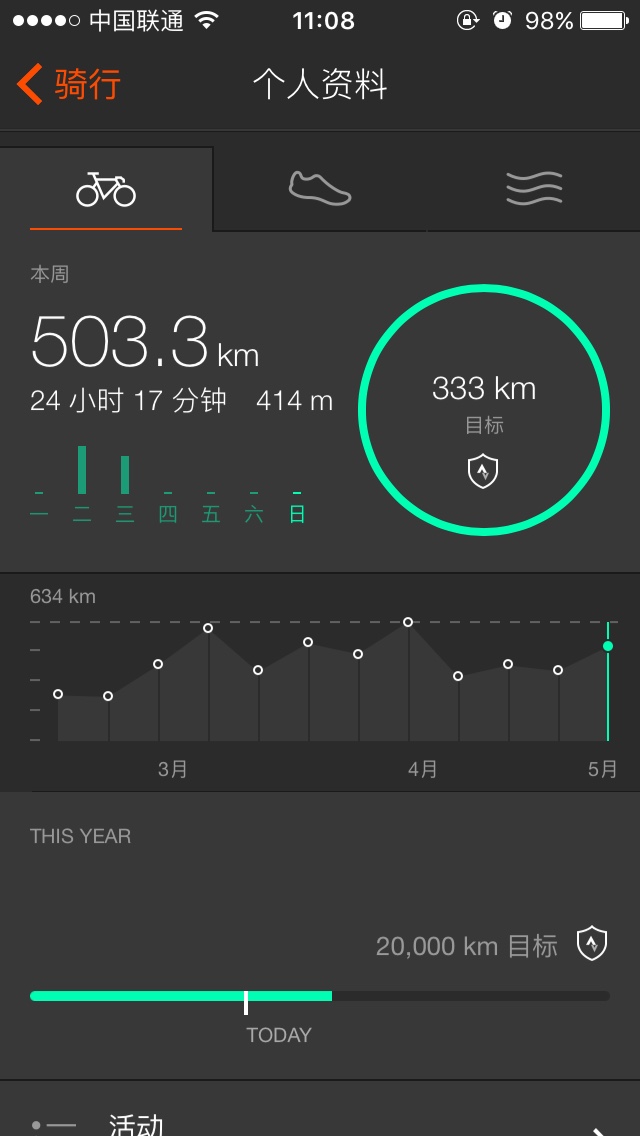 中国联通 11:08 98%
骑行 个人资料
本周
503.3 km
24 小时 17 分钟 414 m
333 km
目标
一 二 三 四 五 六 日
634 km
3月 4月 5月
THIS YEAR
20,000 km 目标
TODAY
活动